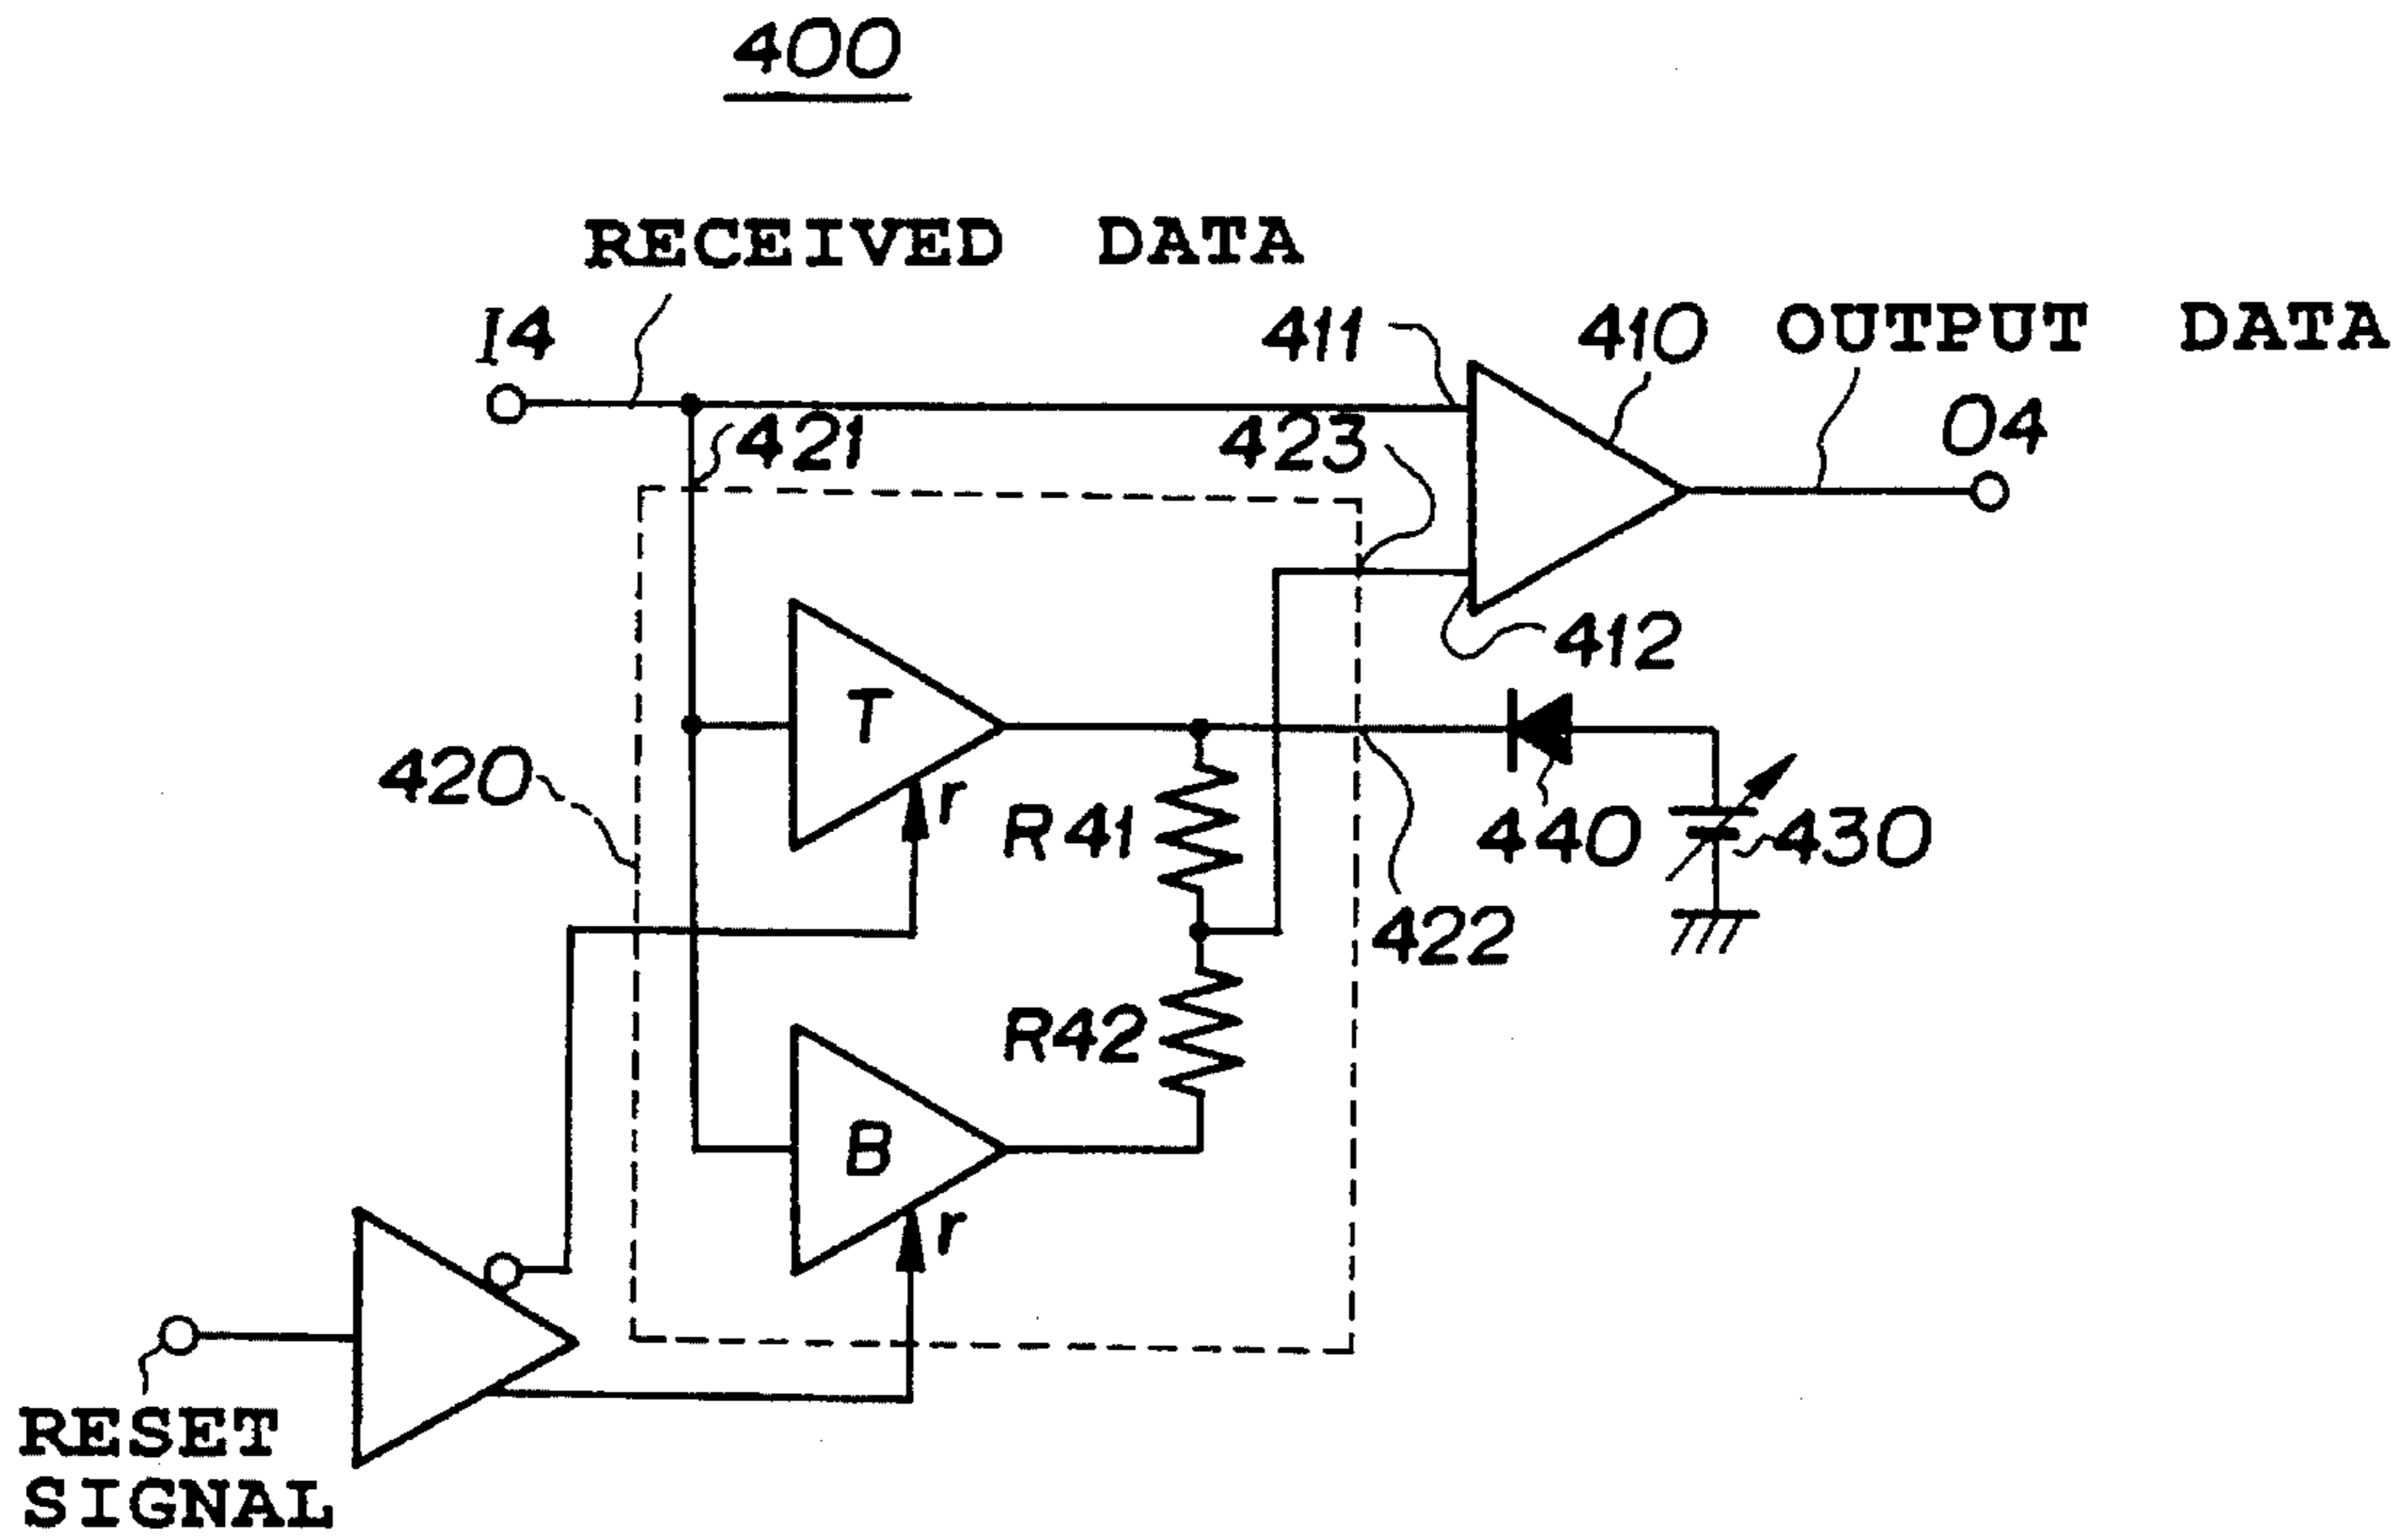 400
RECEIVED DATA
I4
411
410
OUTPUT DATA
O4
421
423
412
T
420
r
R41
440
430
422
R42
B
r
RESET
SIGNAL